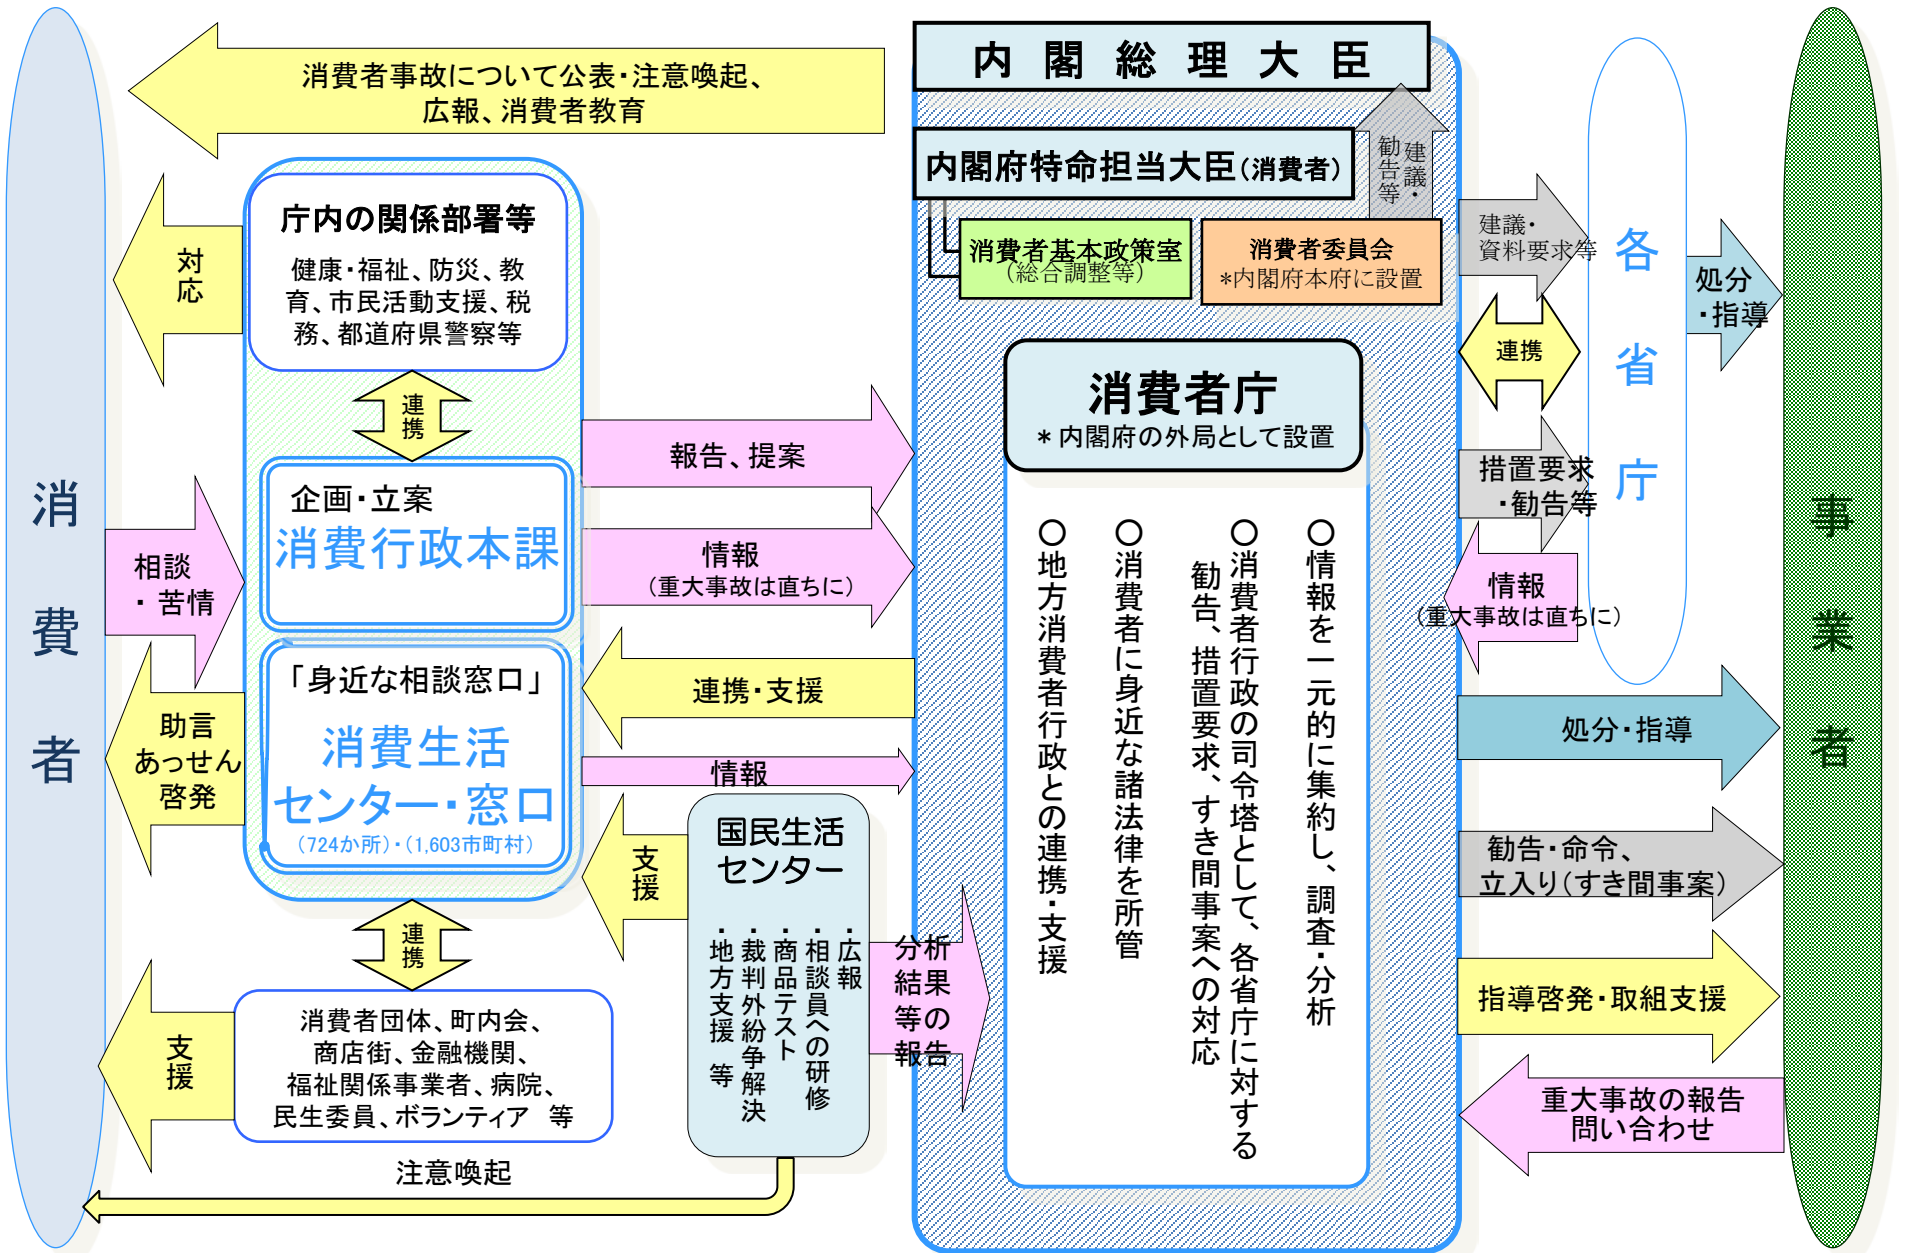 消費者
消費者事故について公表・注意喚起、
広報、消費者教育
対応
庁内の関係部署等
健康・福祉、防災、教
育、市民活動支援、税
務、都道府県警察等
連携
相談
・苦情
企画・立案
消費行政本課
「身近な相談窓口」
消費生活
センター・窓口
（724か所）・（1,603市町村）
助言
あっせん
啓発
連携
支援
消費者団体、町内会、
商店街、金融機関、
福祉関係事業者、病院、
民生委員、ボランティア　等
注意喚起
報告、提案
情報
（重大事故は直ちに）
連携・支援
情報
支援
国民生活
センター
・広報
・相談員への研修
・商品テスト
・裁判外紛争解決
・地方支援　等
分析
結果
等の
報告
内閣総理大臣
内閣府特命担当大臣（消費者）
建議・
勧告等
消費者基本政策室
（総合調整等）
消費者委員会
*内閣府本府に設置
消費者庁
＊内閣府の外局として設置
○情報を一元的に集約し、調査・分析
○消費者行政の司令塔として、各省庁に対する
勧告、措置要求、すき間事案への対応
○消費者に身近な諸法律を所管
○地方消費者行政との連携・支援
建議・
資料要求等
連携
措置要求
・勧告等
情報
（重大事故は直ちに）
各省庁
処分
・指導
処分・指導
勧告・命令、
立入り（すき間事案）
指導啓発・取組支援
重大事故の報告
問い合わせ
事業者